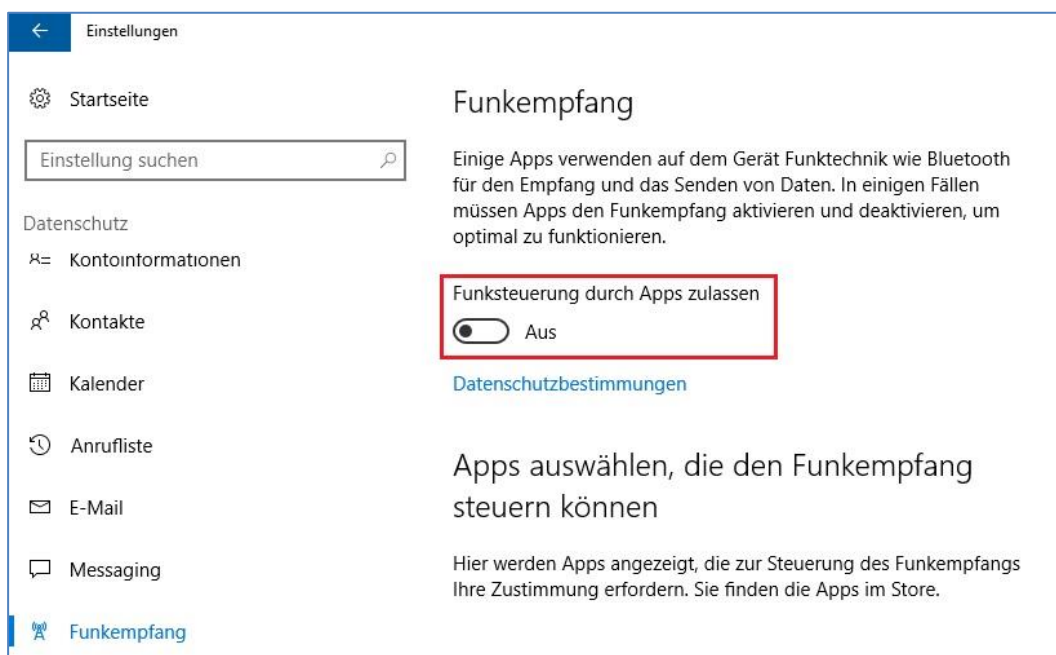 Einstellungen
Startseite
Einstellung suchen
Datenschutz
Kontoinformationen
Kontakte
Kalender
Anrufliste
E-Mail
Messaging
Funkempfang
Funkempfang
Einige Apps verwenden auf dem Gerät Funktechnik wie Bluetooth
für den Empfang und das Senden von Daten. In einigen Fällen
müssen Apps den Funkempfang aktivieren und deaktivieren, um
optimal zu funktionieren.
Funksteuerung durch Apps zulassen
Aus
Datenschutzbestimmungen
Apps auswählen, die den Funkempfang
steuern können
Hier werden Apps angezeigt, die zur Steuerung des Funkempfangs
Ihre Zustimmung erfordern. Sie finden die Apps im Store.